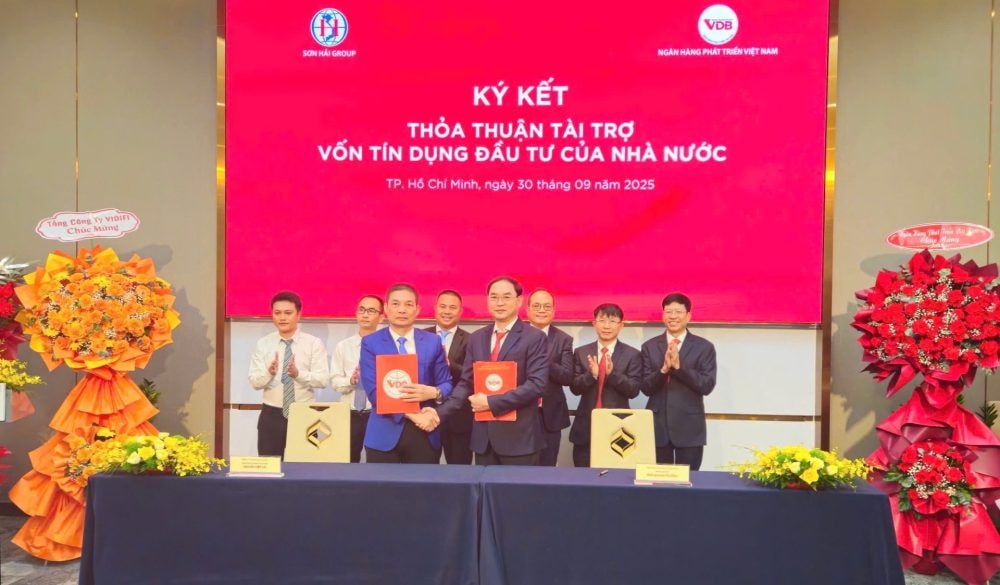 SƠN HẢI GROUP
VDB
NGÂN HÀNG PHÁT TRIỂN VIỆT NAM
KÝ KẾT
THỎA THUẬN TÀI TRỢ
VỐN TÍN DỤNG ĐẦU TƯ CỦA NHÀ NƯỚC
TP. Hồ Chí Minh, ngày 30 tháng 09 năm 2025
Tổng Công Ty VIDIFI
Chúc Mừng
Chúc Mừng
VDB
VDB